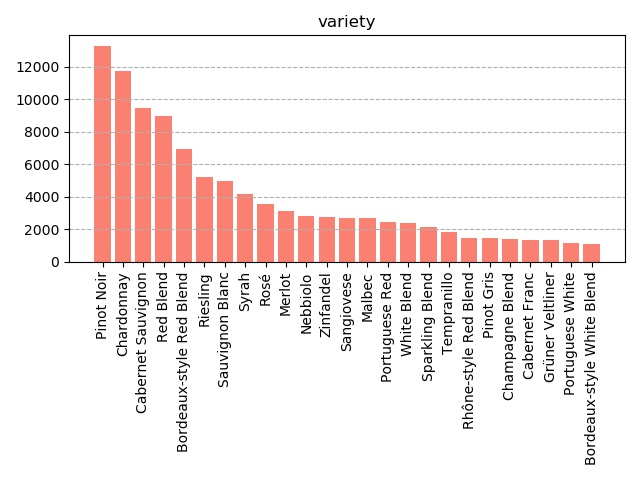 variety
12000
10000
8000
6000
4000
2000
0
Pinot Noir
Chardonnay
Cabernet Sauvignon
Red Blend
Bordeaux-style Red Blend
Riesling
Sauvignon Blanc
Syrah
Rosé
Merlot
Nebbiolo
Zinfandel
Sangiovese
Malbec
Portuguese Red
White Blend
Sparkling Blend
Tempranillo
Rhône-style Red Blend
Pinot Gris
Champagne Blend
Cabernet Franc
Grüner Veltliner
Portuguese White
Bordeaux-style White Blend